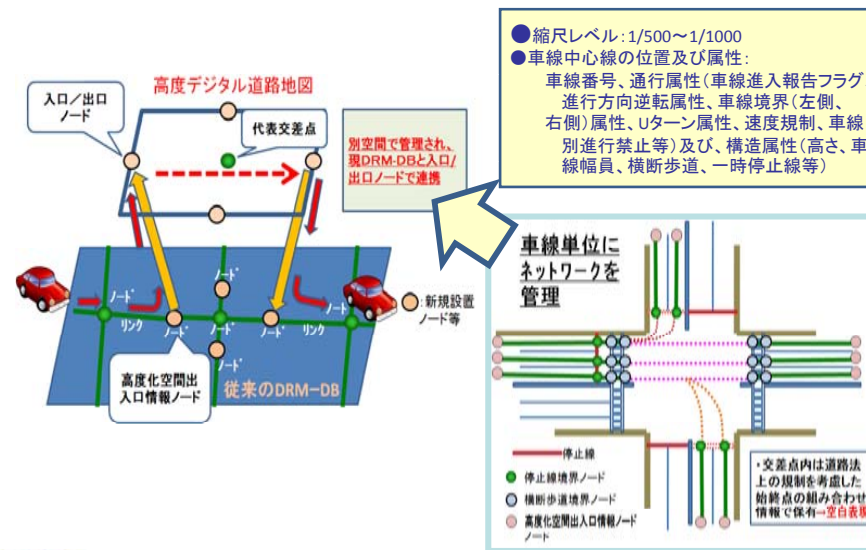 高度デジタル道路地図
入口／出口
ノード
代表交差点
別空間で管理され、
現DRM-DBと入口/
出口ノードで連携
ノード
リンク
ノード
ノード
ノード
ノード
ノード
リンク
ノード
:新規設置
ノード等
高度化空間出
入口情報ノード
従来のDRM-DB
●縮尺レベル：1/500～1/1000
●車線中心線の位置及び属性：
車線番号、通行属性（車線進入報告フラグ
進行方向逆転属性、車線境界（左側、
右側）属性、Uターン属性、速度規制、車線
別進行禁止等）及び、構造属性（高さ、車
線幅員、横断歩道、一時停止線等）
車線単位に
ネットワークを
管理
停止線
停止線境界ノード
横断歩道境界ノード
高度化空間出入口情報ノード
ノード
・交差点内は道路法
上の規制を考慮した
始終点の組み合わせ
情報で保有→空白表現